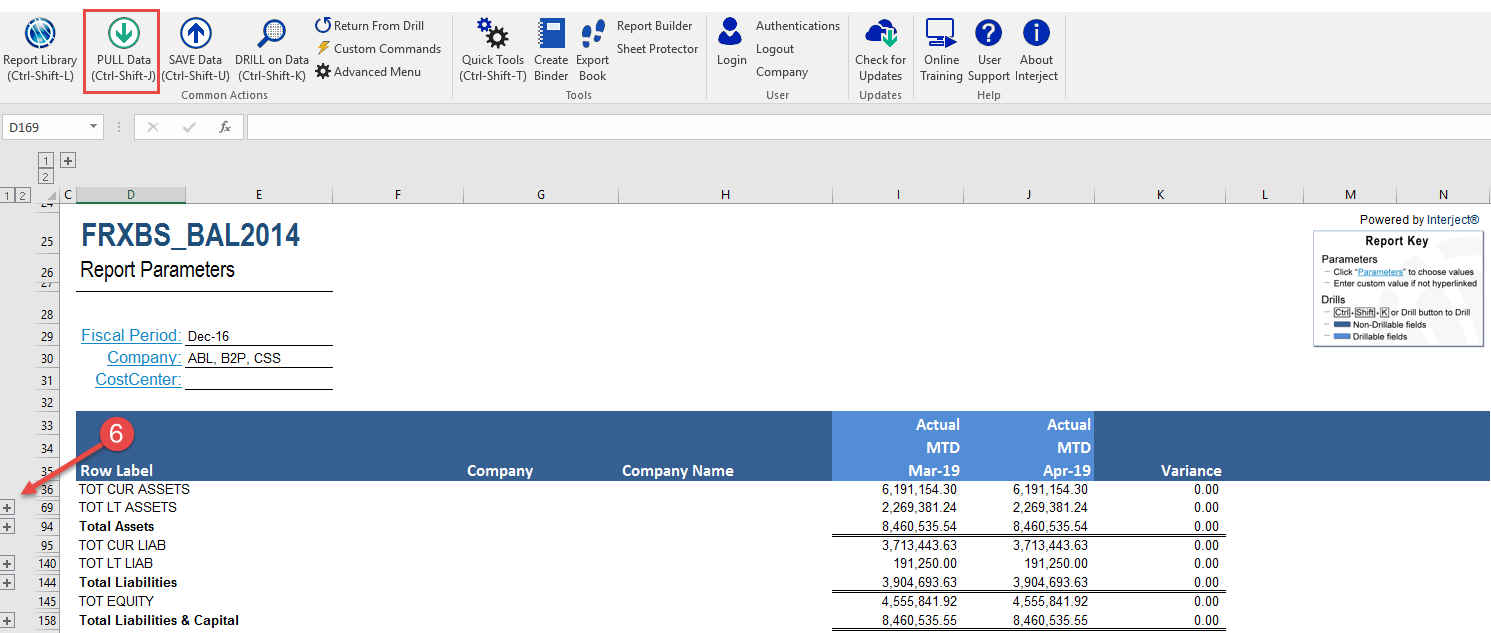 Report Library
(Ctrl-Shift-L)
PULL Data
(Ctrl-Shift-J)
SAVE Data
(Ctrl-Shift-U)
DRILL on Data
(Ctrl-Shift-K)
Return From Drill
Custom Commands
Advanced Menu
Common Actions
Quick Tools
(Ctrl-Shift-T)
Create
Binder
Export
Book
Report Builder
Sheet Protector
Tools
Login
Authentications
Logout
Company
User
Check for
Updates
Updates
Online
Training
User
Support
About
Interject
Help
D169
fx
1
2
1 2 C D E F G H I J K L M N
Powered by Interject®
25 FRXBS_BAL2014
26 Report Parameters
27
28
29 Fiscal Period: Dec-16
30 Company: ABL, B2P, CSS
31 CostCenter:
32
Report Key
Parameters
– Click "Parameters" to choose values
– Enter custom value if not hyperlinked
Drills
– Ctrl+Shift+K or Drill button to Drill
– Non-Drillable fields
– Drillable fields
6
33 Actual Actual
34 MTD MTD
35 Row Label Company Company Name Mar-19 Apr-19 Variance
36 TOT CUR ASSETS 6,191,154.30 6,191,154.30 0.00
69 TOT LT ASSETS 2,269,381.24 2,269,381.24 0.00
94 Total Assets 8,460,535.54 8,460,535.54 0.00
95 TOT CUR LIAB 3,713,443.63 3,713,443.63 0.00
140 TOT LT LIAB 191,250.00 191,250.00 0.00
144 Total Liabilities 3,904,693.63 3,904,693.63 0.00
145 TOT EQUITY 4,555,841.92 4,555,841.92 0.00
158 Total Liabilities & Capital 8,460,585.55 8,460,585.55 0.00